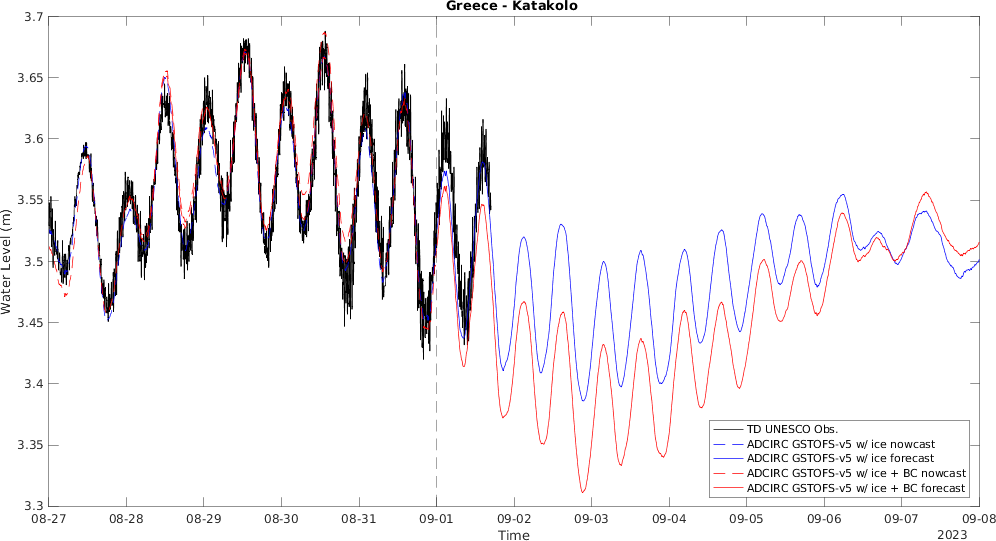 Greece - Katakolo
3.7
3.65
3.6
3.55
3.5
3.45
3.4
3.35
3.3
Water Level (m)
08-27 08-28 08-29 08-30 08-31 09-01 09-02 09-03 09-04 09-05 09-06 09-07 09-08
Time
2023
TD UNESCO Obs.
ADCIRC GSTOFS-v5 w/ ice nowcast
ADCIRC GSTOFS-v5 w/ ice forecast
ADCIRC GSTOFS-v5 w/ ice + BC nowcast
ADCIRC GSTOFS-v5 w/ ice + BC forecast